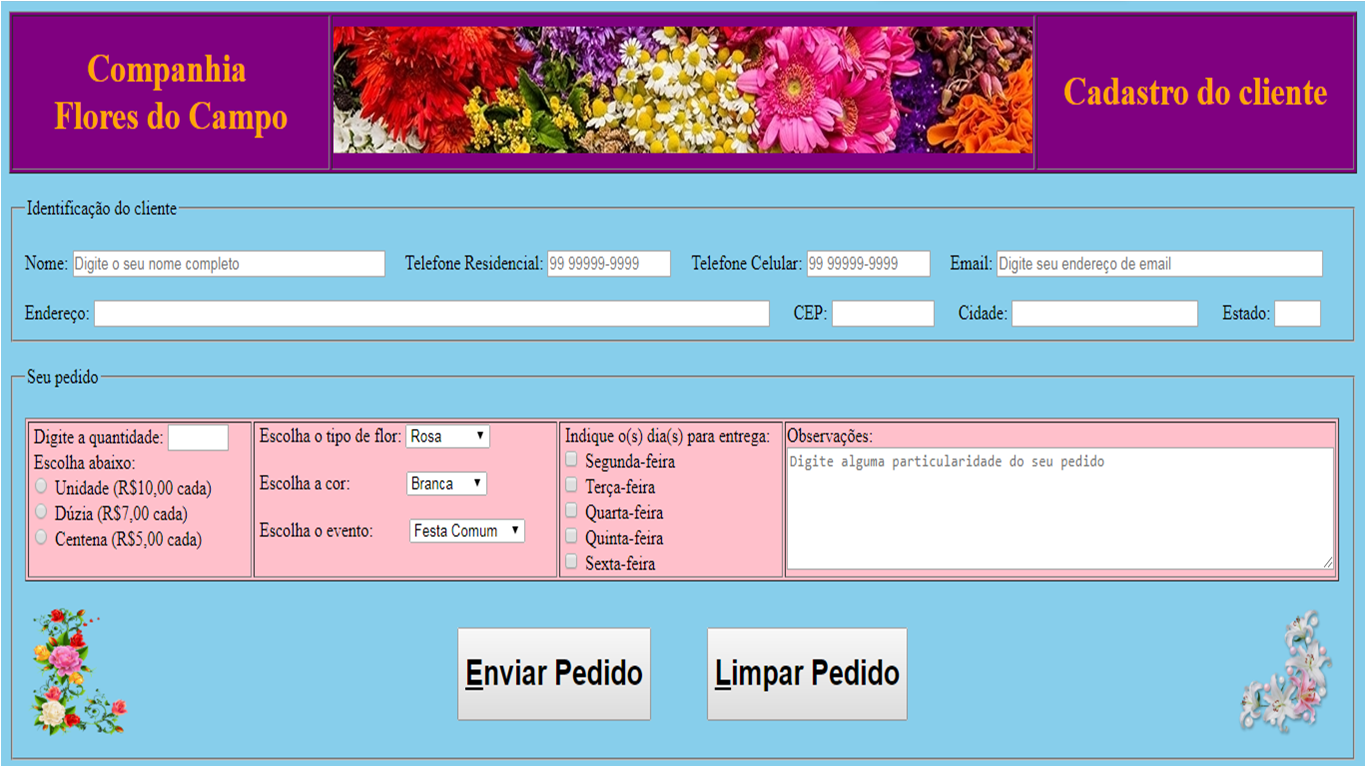 Companhia
Flores do Campo
Cadastro do cliente
Identificação do cliente
Nome: Digite o seu nome completo Telefone Residencial: 99 99999-9999 Telefone Celular: 99 99999-9999 Email: Digite seu endereço de email
Endereço: CEP: Cidade: Estado:
Seu pedido
Digite a quantidade:
Escolha abaixo:
Unidade (R$10,00 cada)
Dúzia (R$7,00 cada)
Centena (R$5,00 cada)
Escolha o tipo de flor: Rosa
Escolha a cor: Branca
Escolha o evento: Festa Comum
Indique o(s) dia(s) para entrega:
Segunda-feira
Terça-feira
Quarta-feira
Quinta-feira
Sexta-feira
Observações:
Digite alguma particularidade do seu pedido
Enviar Pedido Limpar Pedido